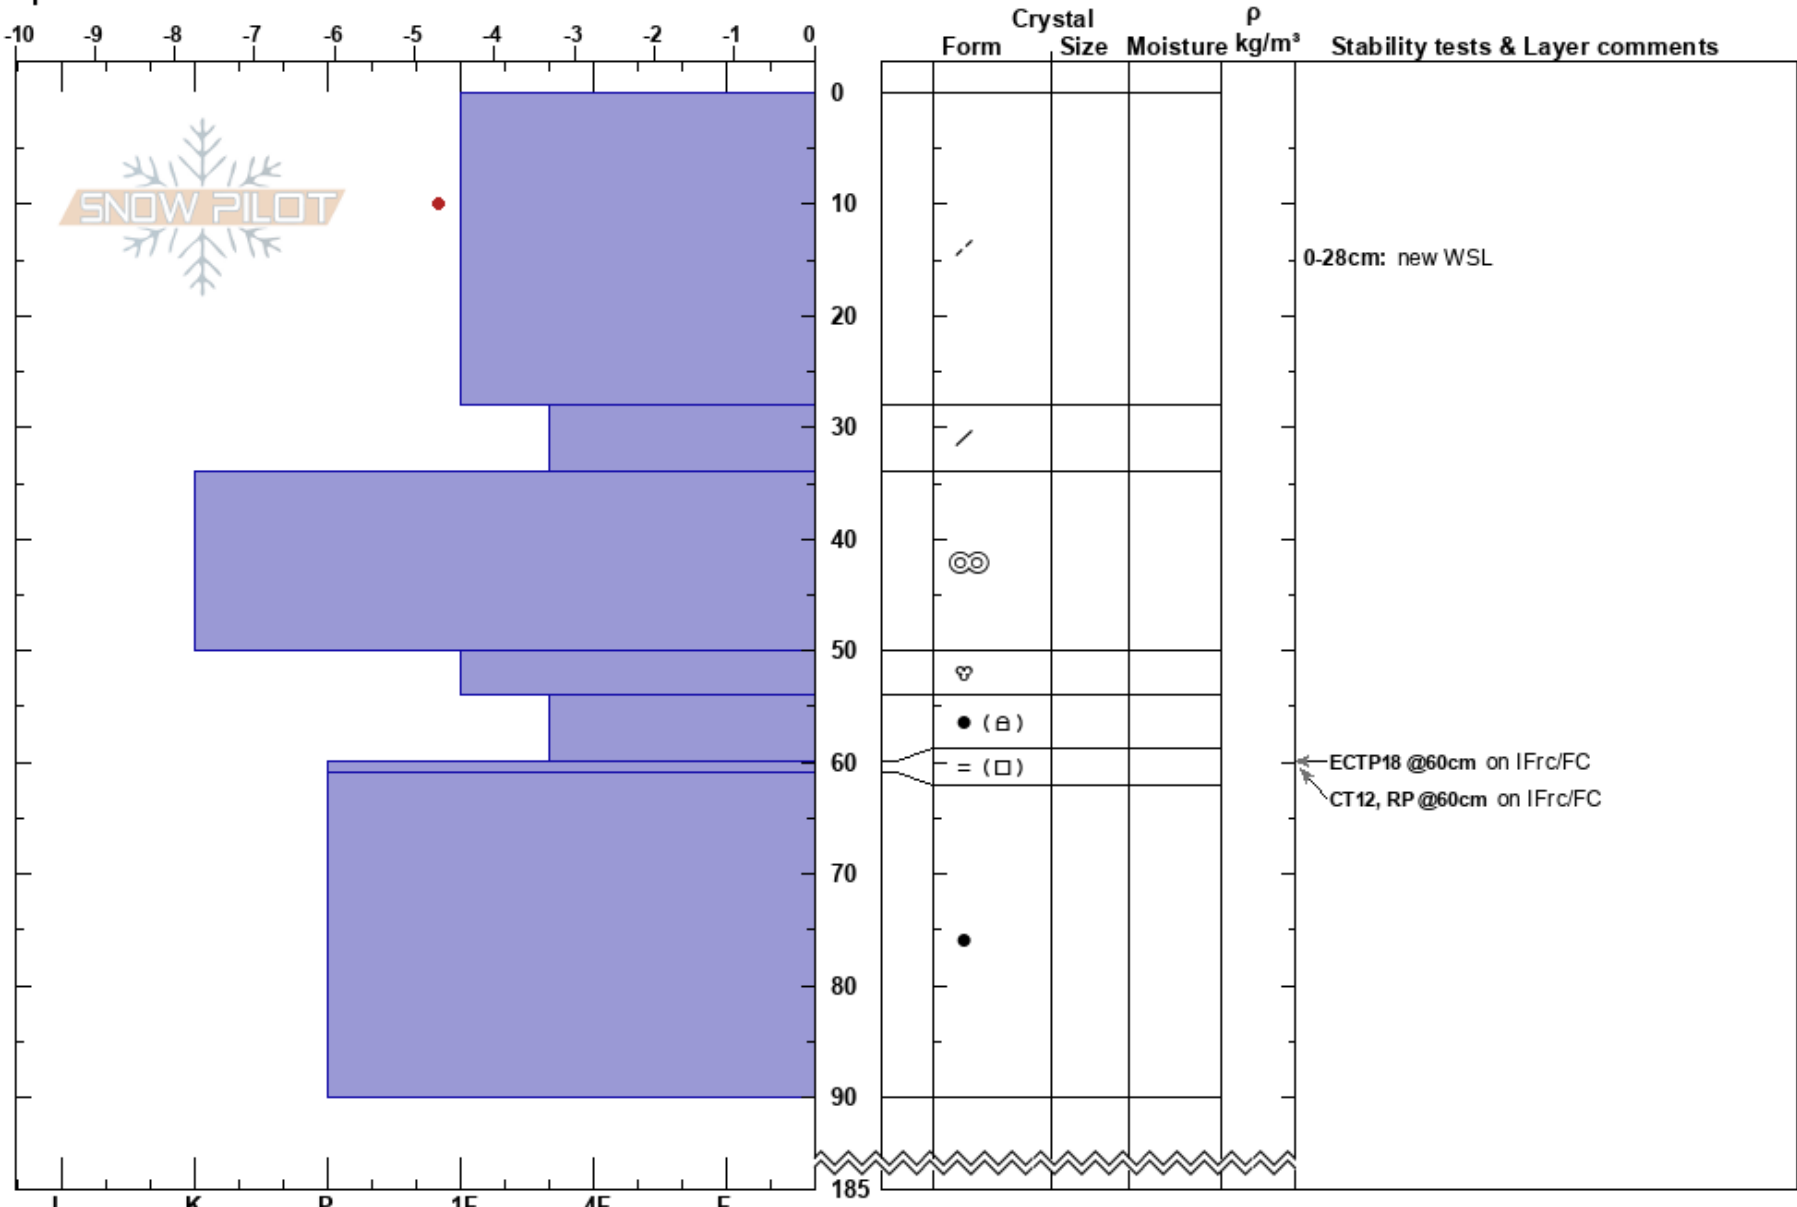 Crystal
ρ
-10 -9 -8 -7 -6 -5 -4 -3 -2 -1 0
Form Size Moisture kg/m³ Stability tests & Layer comments
0
SNOW PILOT
10
0-28cm: new WSL
20
30
40
50
60
= (□)
ECTP18 @60cm on IFrc/FC
CT12, RP @60cm on IFrc/FC
70
80
90
185
I K P 1F 4F F